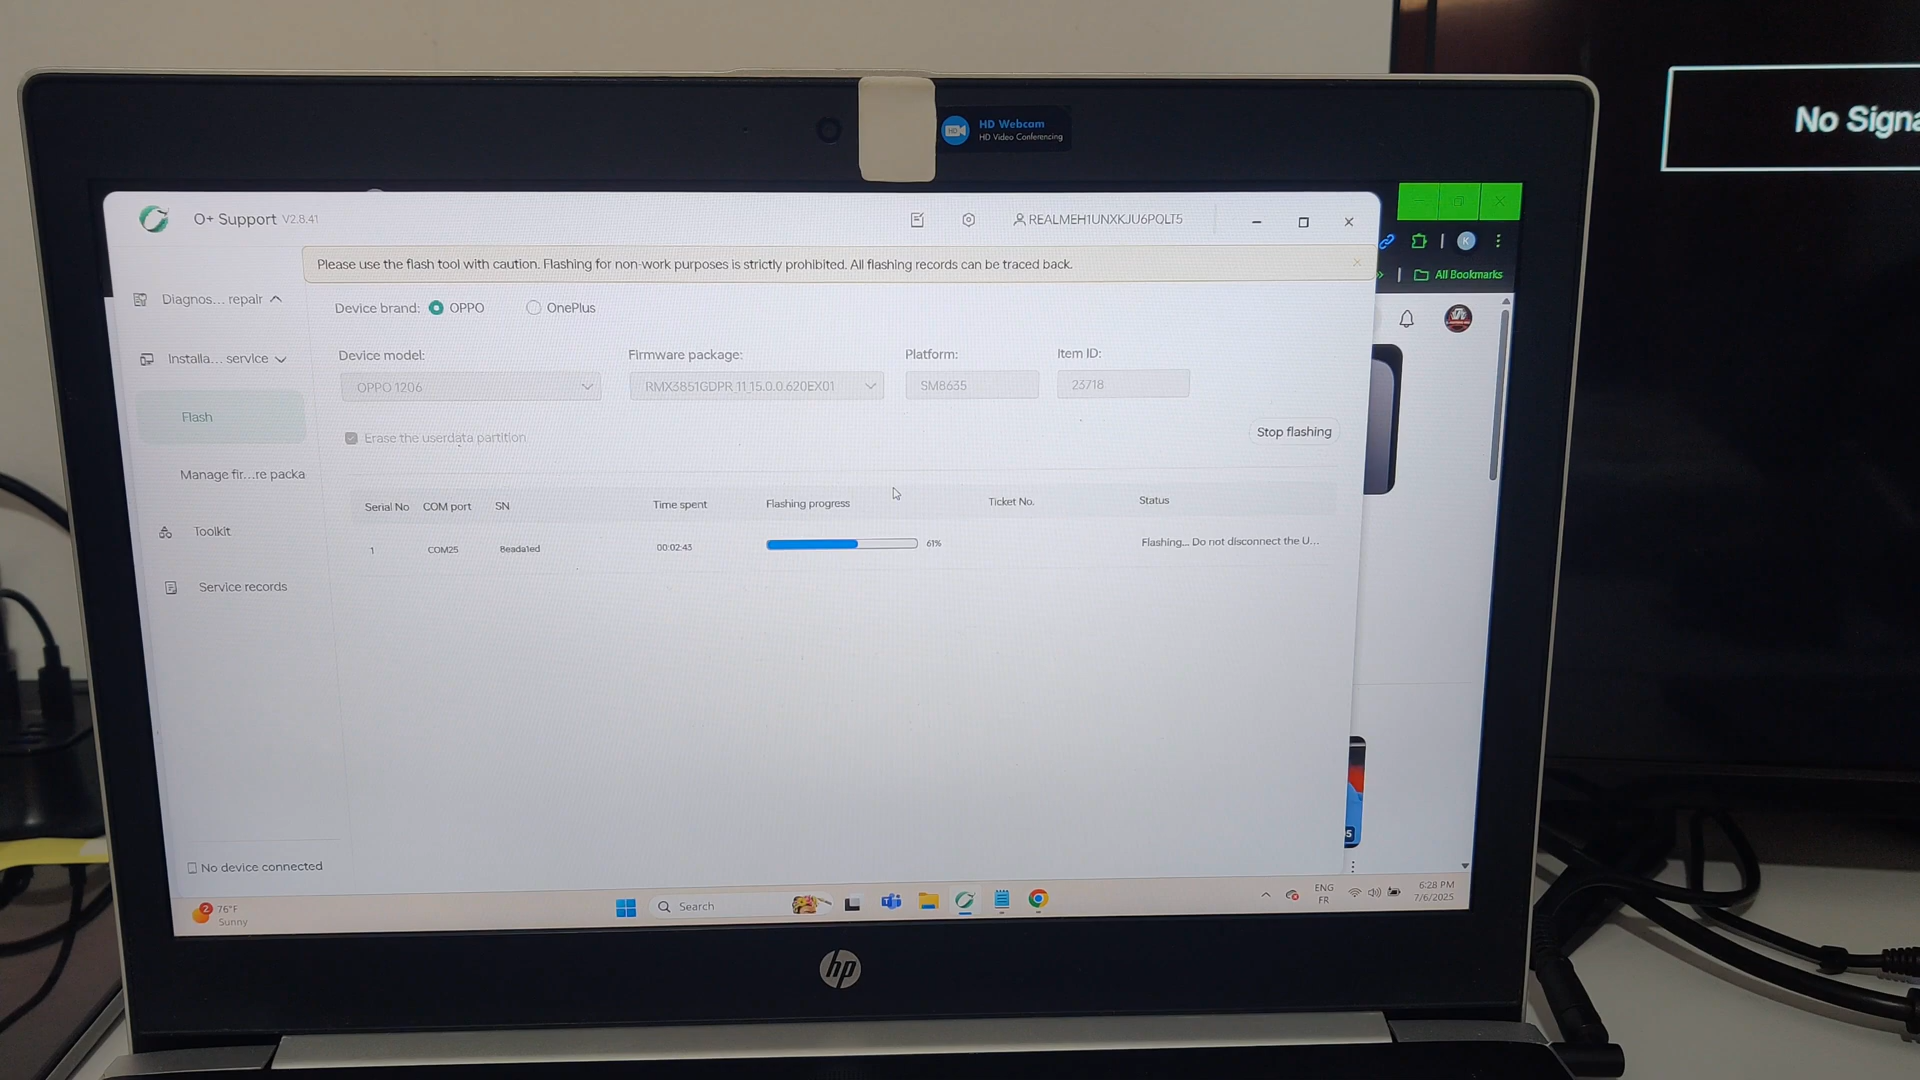 HD Webcam
HD Video Conferencing
No Signa
O+ Support V2.8.41
REALMEH1UNXKJU6PQLT5
Please use the flash tool with caution. Flashing for non-work purposes is strictly prohibited. All flashing records can be traced back.
All Bookmarks
K
Diagnos... repair
Device brand: OPPO OnePlus
Installa... service
Device model: Firmware package: Platform: Item ID:
OPPO 1206 RMX3851GDPR_11_15.0.0.620EX01 SM8635 23718
Flash
Erase the userdata partition
Stop flashing
Manage fir...re packa
Serial No COM port SN Time spent Flashing progress Ticket No. Status
Toolkit
1 COM25 8eada1ed 00:02:43 61% Flashing... Do not disconnect the U...
Service records
5
No device connected
2 76°F
Sunny
Search
ENG
FR
6:28 PM
7/6/2025
hp